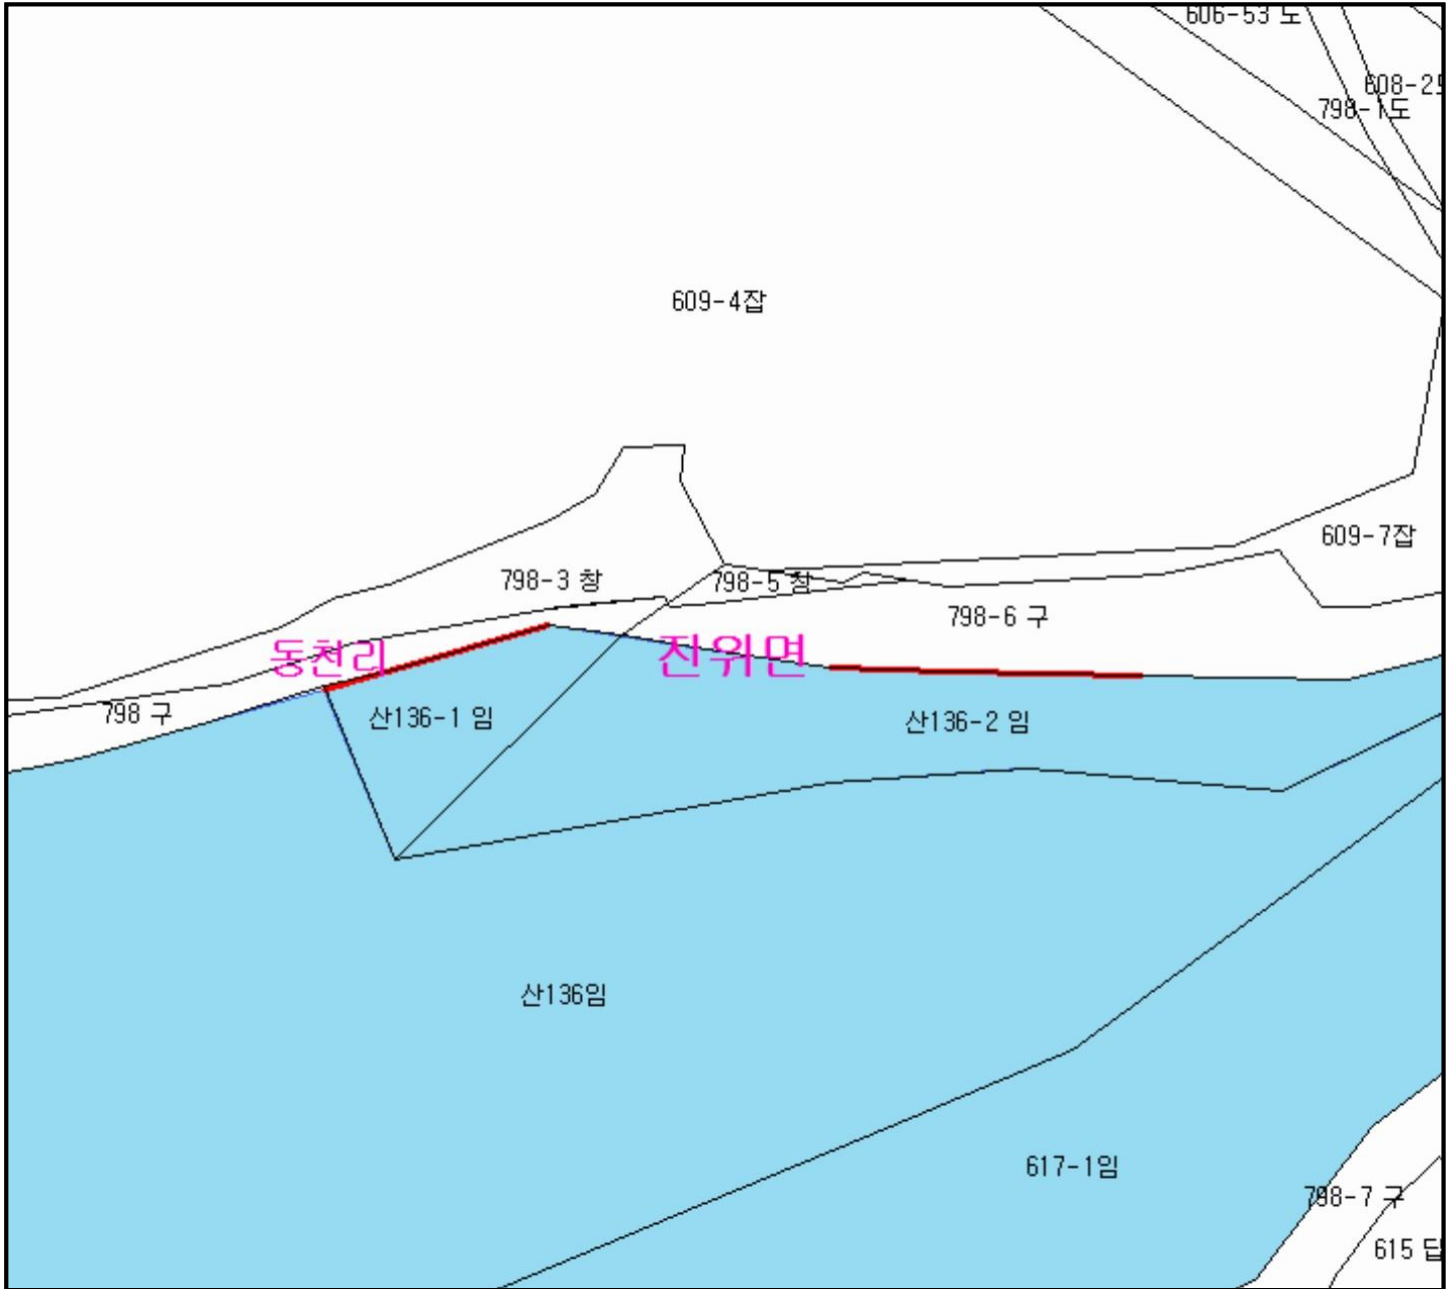 606-53 도
608-2도
798-1도
609-4잡
609-7잡
798-3 창
798-5 창
798-6 구
동천리
진위면
798 구
산136-1 임
산136-2 임
산136임
617-1임
798-7 구
615 답